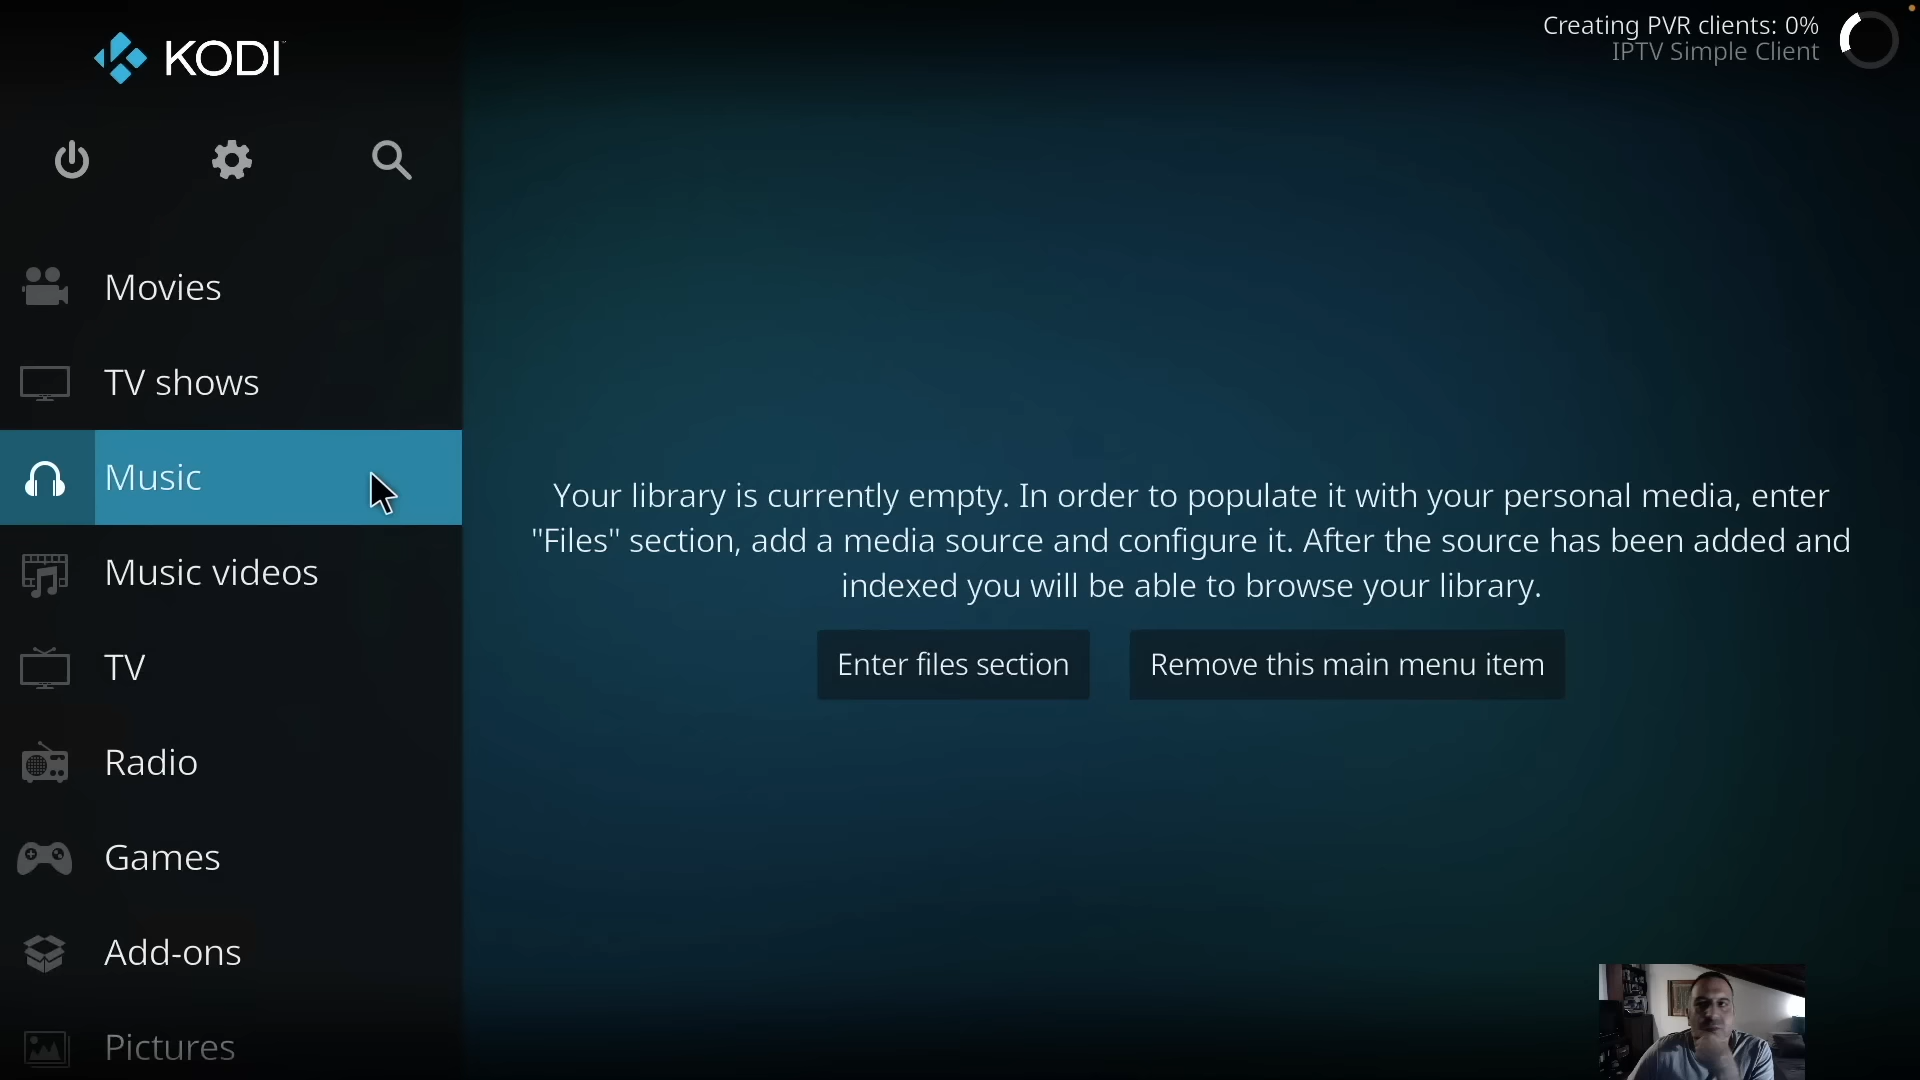 KODI
Creating PVR clients: 0%
IPTV Simple Client
Movies
TV shows
Music
Music videos
TV
Radio
Games
Add-ons
Pictures
Your library is currently empty. In order to populate it with your personal media, enter
"Files" section, add a media source and configure it. After the source has been added and
indexed you will be able to browse your library.
Enter files section
Remove this main menu item